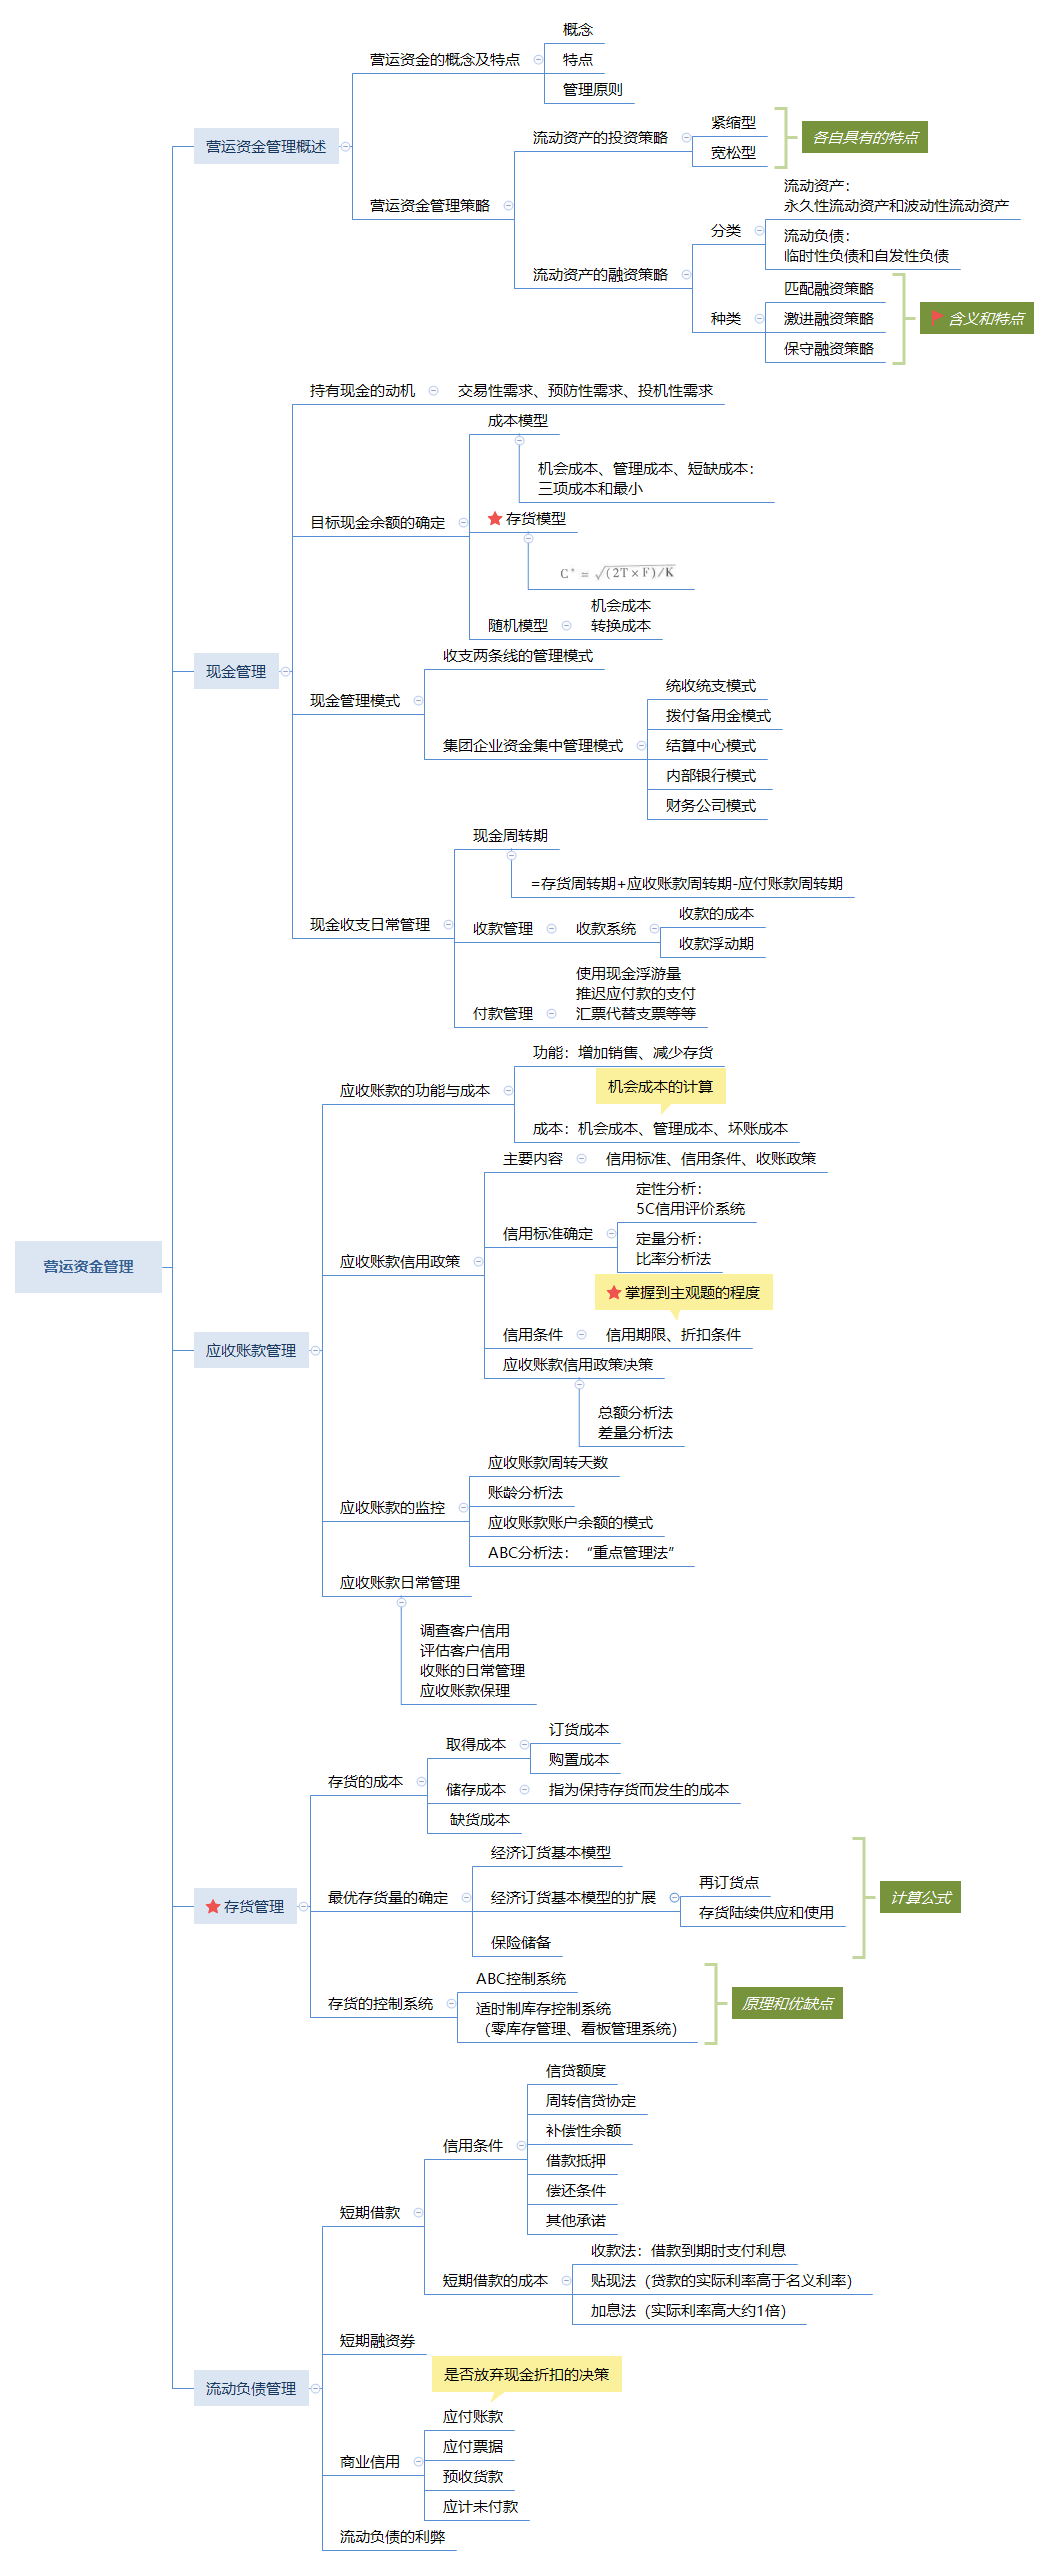 营运资金管理
营运资金管理概述
营运资金的概念及特点
概念
特点
管理原则
营运资金管理策略
流动资产的投资策略
紧缩型
宽松型
各自具有的特点
流动资产的融资策略
分类
流动资产：
永久性流动资产和波动性流动资产
流动负债：
临时性负债和自发性负债
种类
匹配融资策略
激进融资策略
保守融资策略
含义和特点
现金管理
持有现金的动机
交易性需求、预防性需求、投机性需求
目标现金余额的确定
成本模型
机会成本、管理成本、短缺成本：
三项成本和最小
存货模型
C* = √(2T×F)/K
随机模型
机会成本
转换成本
现金管理模式
收支两条线的管理模式
集团企业资金集中管理模式
统收统支模式
拨付备用金模式
结算中心模式
内部银行模式
财务公司模式
现金收支日常管理
现金周转期
=存货周转期+应收账款周转期-应付账款周转期
收款管理
收款系统
收款的成本
收款浮动期
付款管理
使用现金浮游量
推迟应付款的支付
汇票代替支票等等
应收账款管理
应收账款的功能与成本
功能：增加销售、减少存货
机会成本的计算
成本：机会成本、管理成本、坏账成本
应收账款信用政策
主要内容
信用标准、信用条件、收账政策
信用标准确定
定性分析：
5C信用评价系统
定量分析：
比率分析法
掌握到主观题的程度
信用条件
信用期限、折扣条件
应收账款信用政策决策
总额分析法
差量分析法
应收账款的监控
应收账款周转天数
账龄分析法
应收账款账户余额的模式
ABC分析法：“重点管理法”
应收账款日常管理
调查客户信用
评估客户信用
收账的日常管理
应收账款保理
存货管理
存货的成本
取得成本
订货成本
购置成本
储存成本
指为保持存货而发生的成本
缺货成本
最优存货量的确定
经济订货基本模型
经济订货基本模型的扩展
再订货点
存货陆续供应和使用
保险储备
计算公式
存货的控制系统
ABC控制系统
适时制库存控制系统
（零库存管理、看板管理系统）
原理和优缺点
流动负债管理
短期借款
信用条件
信贷额度
周转信贷协定
补偿性余额
借款抵押
偿还条件
其他承诺
短期借款的成本
收款法：借款到期时支付利息
贴现法（贷款的实际利率高于名义利率）
加息法（实际利率高大约1倍）
短期融资券
是否放弃现金折扣的决策
商业信用
应付账款
应付票据
预收货款
应计未付款
流动负债的利弊